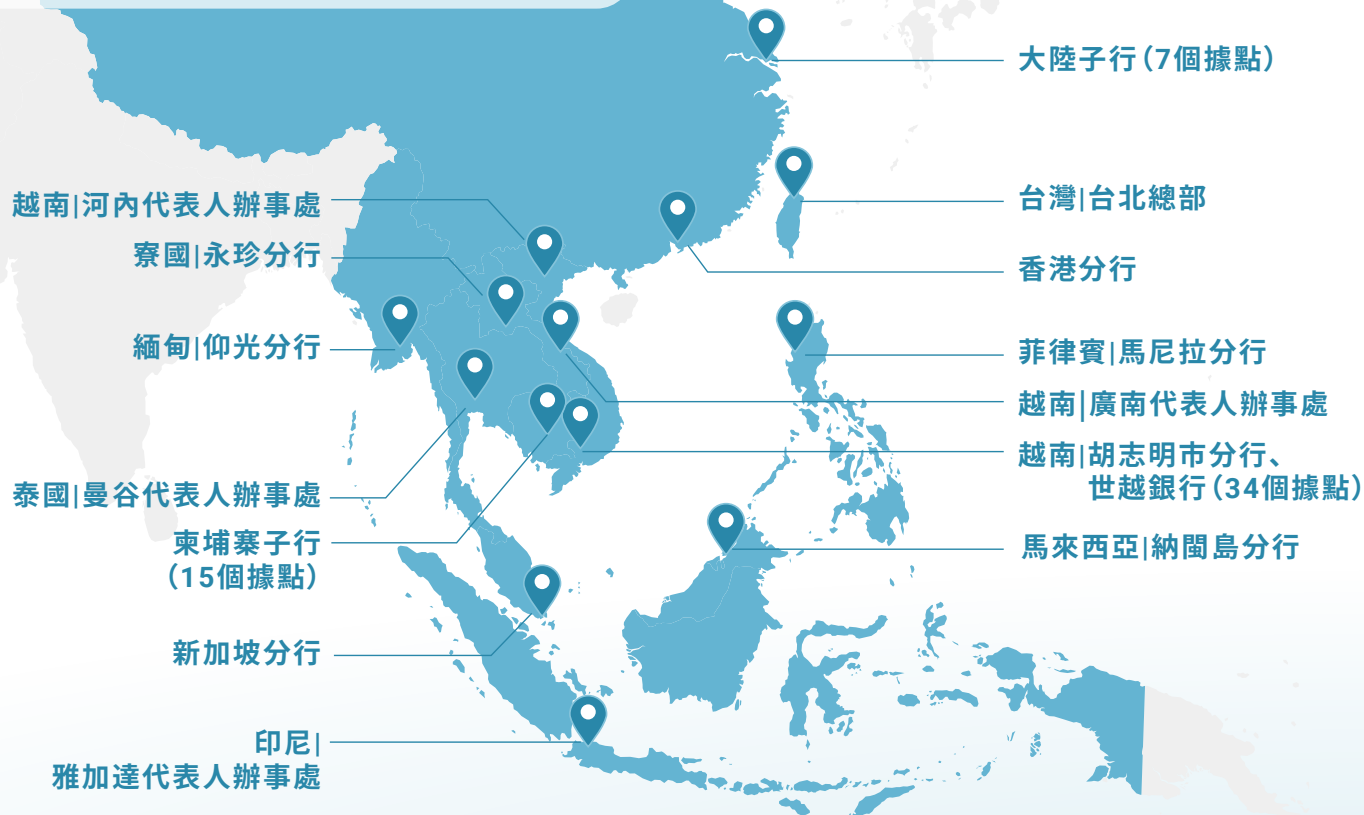 大陸子行(7個據點)
台灣|台北總部
香港分行
菲律賓|馬尼拉分行
越南|廣南代表人辦事處
越南|胡志明市分行、
世越銀行(34個據點)
馬來西亞|納閩島分行
越南|河內代表人辦事處
寮國|永珍分行
緬甸|仰光分行
泰國|曼谷代表人辦事處
柬埔寨子行
(15個據點)
新加坡分行
印尼|
雅加達代表人辦事處